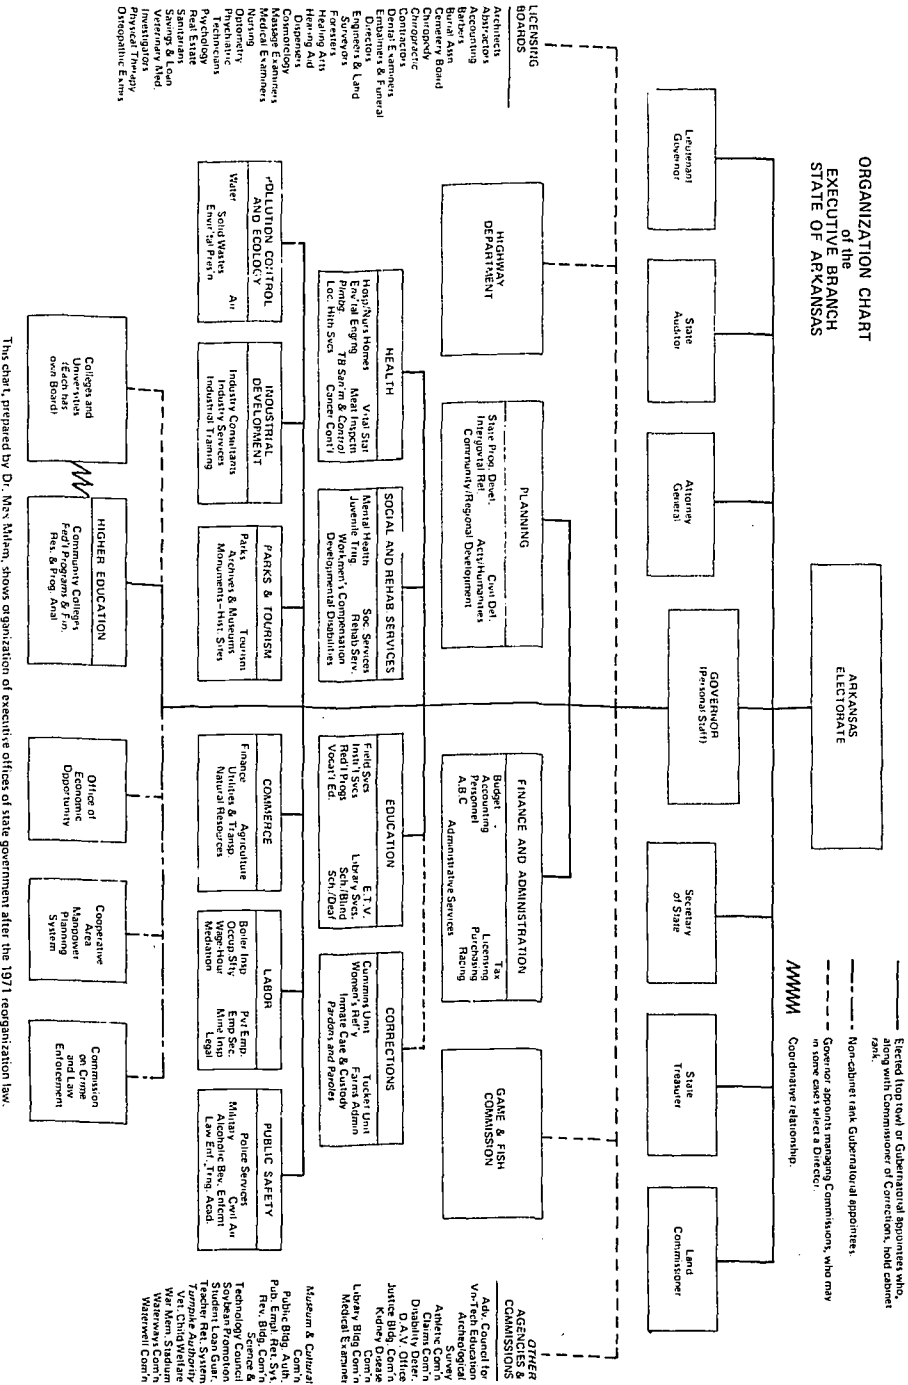 ORGANIZATION CHART
of the
EXECUTIVE BRANCH
STATE OF ARKANSAS
ARKANSAS
ELECTORATE
Elected (top row) or Gubernatorial appointees who,
along with Commissioner of Corrections, hold cabinet
rank.
Non-cabinet rank Gubernatorial appointees.
Governor appoints managing Commissions, who may
in some cases select a Director.
Coordinative relationship.
Lieutenant
Governor
State
Auditor
Attorney
General
GOVERNOR
(Personal Staff)
Secretary
of State
State
Treasurer
Land
Commissioner
LICENSING
BOARDS
Architects
Abstractors
Accounting
Barbers
Burial Assn
Cemetery Board
Chiropody
Chiropractic
Contractors
Dental Examiners
Embalmers & Funeral
Directors
Engineers & Land
Surveyors
Foresters
Healing Arts
Hearing Aid
Dispensers
Cosmotology
Massage Examiners
Medical Examiners
Nursing
Optometry
Psychiatric
Technicians
Psychology
Real Estate
Sanitarians
Savings & Loan
Veterinary Med.
Investigators
Physical Therapy
Osteopathic Exms
HIGHWAY
DEPARTMENT
PLANNING
State Prog. Devel. Civil Def.
Intergovtal Rel. Acts/Humanities
Community/Regional Development
FINANCE AND ADMINISTRATION
Budget Tax
Accounting Licensing
Personnel Purchasing
A.B.C Racing
Administrative Services
GAME & FISH
COMMISSION
OTHER
AGENCIES &
COMMISSIONS
Adv. Council for
Vo-Tech Education
Archeological
Survey
Athletic Com'n
Claims Com'n
Disability Deter.
D.A.V. Office
Justice Bldg. Com'n
Kidney Disease
Com'n
Library Bldg Com'n
Medical Examiner
Museum & Cultural
Com'n
Public Bldg. Auth.
Pub. Empl. Ret. Sys.
Rev. Bldg. Com'n
Science &
Technology Council
Soybean Promotion
Student Loan Guar.
Teacher Ret. System
Turnpike Authority
Vet. Child Welfare
War Mem. Stadium
Waterways Com'n
Waterwell Com'n
HEALTH
Hosp/Nurs Homes Vital Stat
Env'tal Engrng Meat Inspctn
Plmbg. TB San'm & Control
Loc. Hlth Svcs Cancer Cont'l
SOCIAL AND REHAB. SERVICES
Mental Health Soc. Services
Juvenile Trng. Rehab Serv.
Workmen's Compensation
Developmental Disabilities
EDUCATION
Field Svcs E.T.V.
Instr'l Svcs Library Svcs.
Red'l Progs Sch./Blind
Vocat'l Ed. Sch./Deaf
CORRECTIONS
Cummins Unit Tucker Unit
Women's Ref'y Farms Admin
Inmate Care & Custody
Pardons and Paroles
POLLUTION CONTROL
AND ECOLOGY
Water Air
Solid Wastes
Envir'tal Pres'n
INDUSTRIAL
DEVELOPMENT
Industry Consultants
Industry Services
Industrial Training
PARKS & TOURISM
Parks Tourism
Archives & Museums
Monuments-Hist. Sites
COMMERCE
Finance Agriculture
Utilities & Transp.
Natural Resources
LABOR
Boiler Insp Pvt Emp.
Occup Sfty Emp Sec.
Wage-Hour Mine Insp
Mediation Legal
PUBLIC SAFETY
Police Services
Military Civil Air
Alcoholic Bev. Enforcmt
Law Enf. Trng. Acad.
Colleges and
Universities
(Each has
own Board)
HIGHER EDUCATION
Community Colleges
Fed'l Programs & Fun.
Res. & Prog. Anal
Office of
Economic
Opportunity
Cooperative
Area
Manpower
Planning
System
Commission
on Crime
and Law
Enforcement
This chart, prepared by Dr. Max Milam, shows organization of executive offices of state government after the 1971 reorganization law.